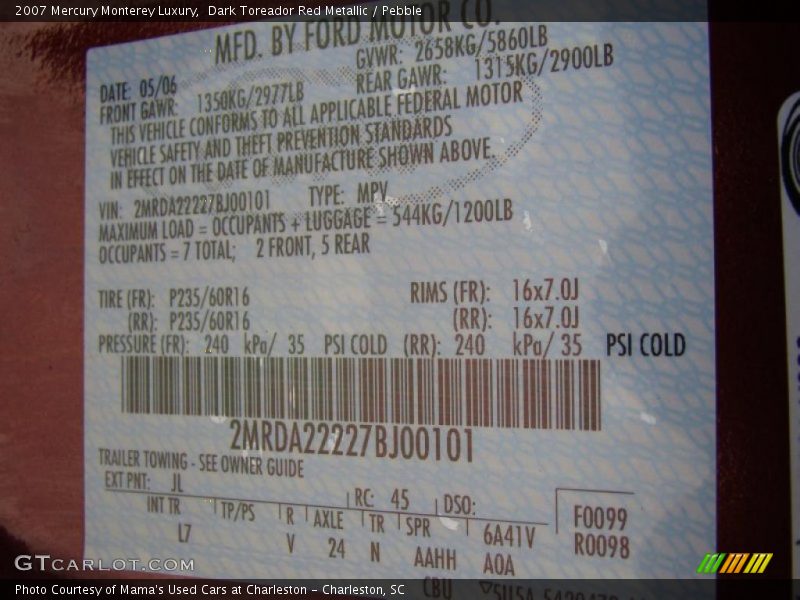 2007 Mercury Monterey Luxury,  Dark Toreador Red Metallic / Pebble
MFD. BY FORD MOTOR CO.
DATE: 05/06 GVWR: 2658KG/5860LB
FRONT GAWR: 1350KG/2977LB REAR GAWR: 1315KG/2900LB
THIS VEHICLE CONFORMS TO ALL APPLICABLE FEDERAL MOTOR
VEHICLE SAFETY AND THEFT PREVENTION STANDARDS
IN EFFECT ON THE DATE OF MANUFACTURE SHOWN ABOVE.
VIN: 2MRDA22227BJ00101 TYPE: MPV
MAXIMUM LOAD = OCCUPANTS + LUGGAGE = 544KG/1200LB
OCCUPANTS = 7 TOTAL; 2 FRONT, 5 REAR
TIRE (FR): P235/60R16 RIMS (FR): 16x7.0J
(RR): P235/60R16 (RR): 16x7.0J
PRESSURE (FR): 240 kPa/ 35 PSI COLD (RR): 240 kPa/ 35 PSI COLD
2MRDA22227BJ00101
TRAILER TOWING - SEE OWNER GUIDE
EXT PNT: JL RC: 45 DSO: F0099
INT TR TP/PS R AXLE TR SPR 6A41V R0098
L7 V 24 N AAHH AOA
CBU
GTCARLOT.COM
Photo Courtesy of Mama's Used Cars at Charleston – Charleston, SC